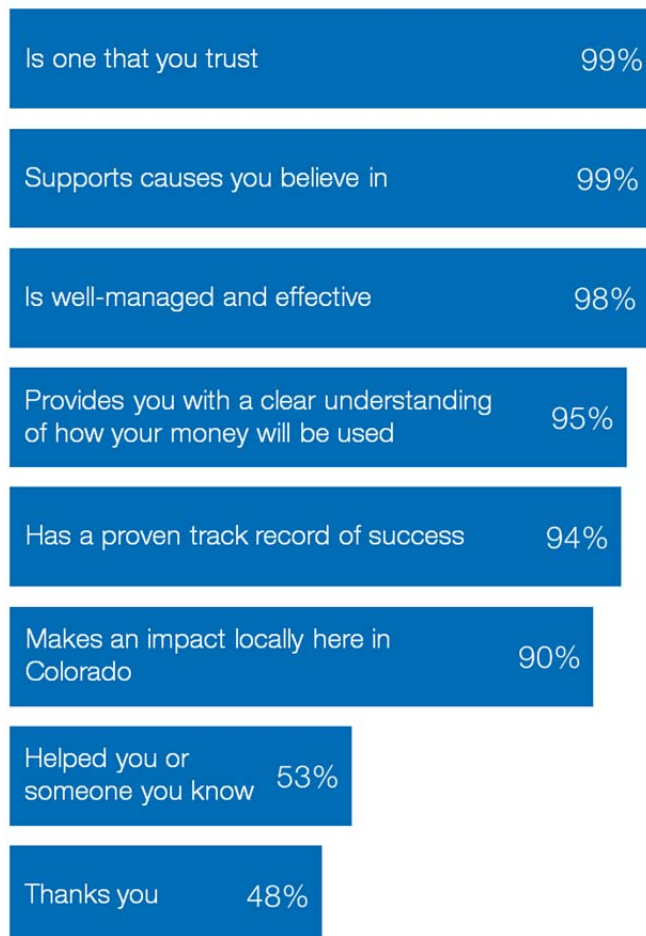 Is one that you trust 99%
Supports causes you believe in 99%
Is well-managed and effective 98%
Provides you with a clear understanding
of how your money will be used 95%
Has a proven track record of success 94%
Makes an impact locally here in
Colorado 90%
Helped you or
someone you know 53%
Thanks you 48%